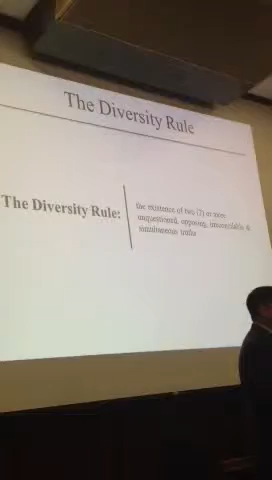 The Diversity Rule
The Diversity Rule:
the existence of two (2) or more
unquestioned, opposing, irreconcilable &
simultaneous truths